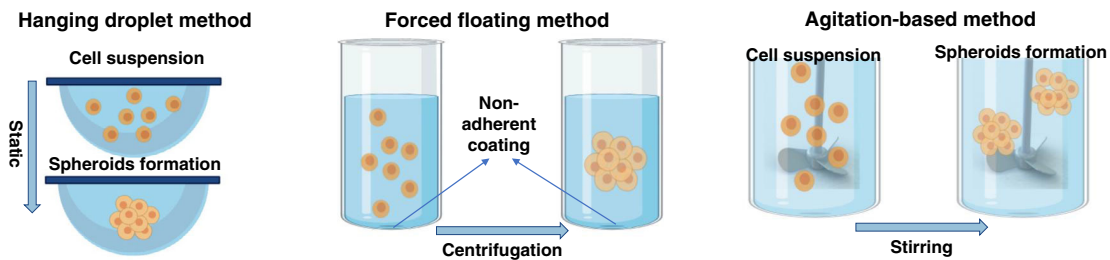 Hanging droplet method
Cell suspension
Static
Spheroids formation
Forced floating method
Non-
adherent
coating
Centrifugation
Agitation-based method
Cell suspension
Spheroids formation
Stirring